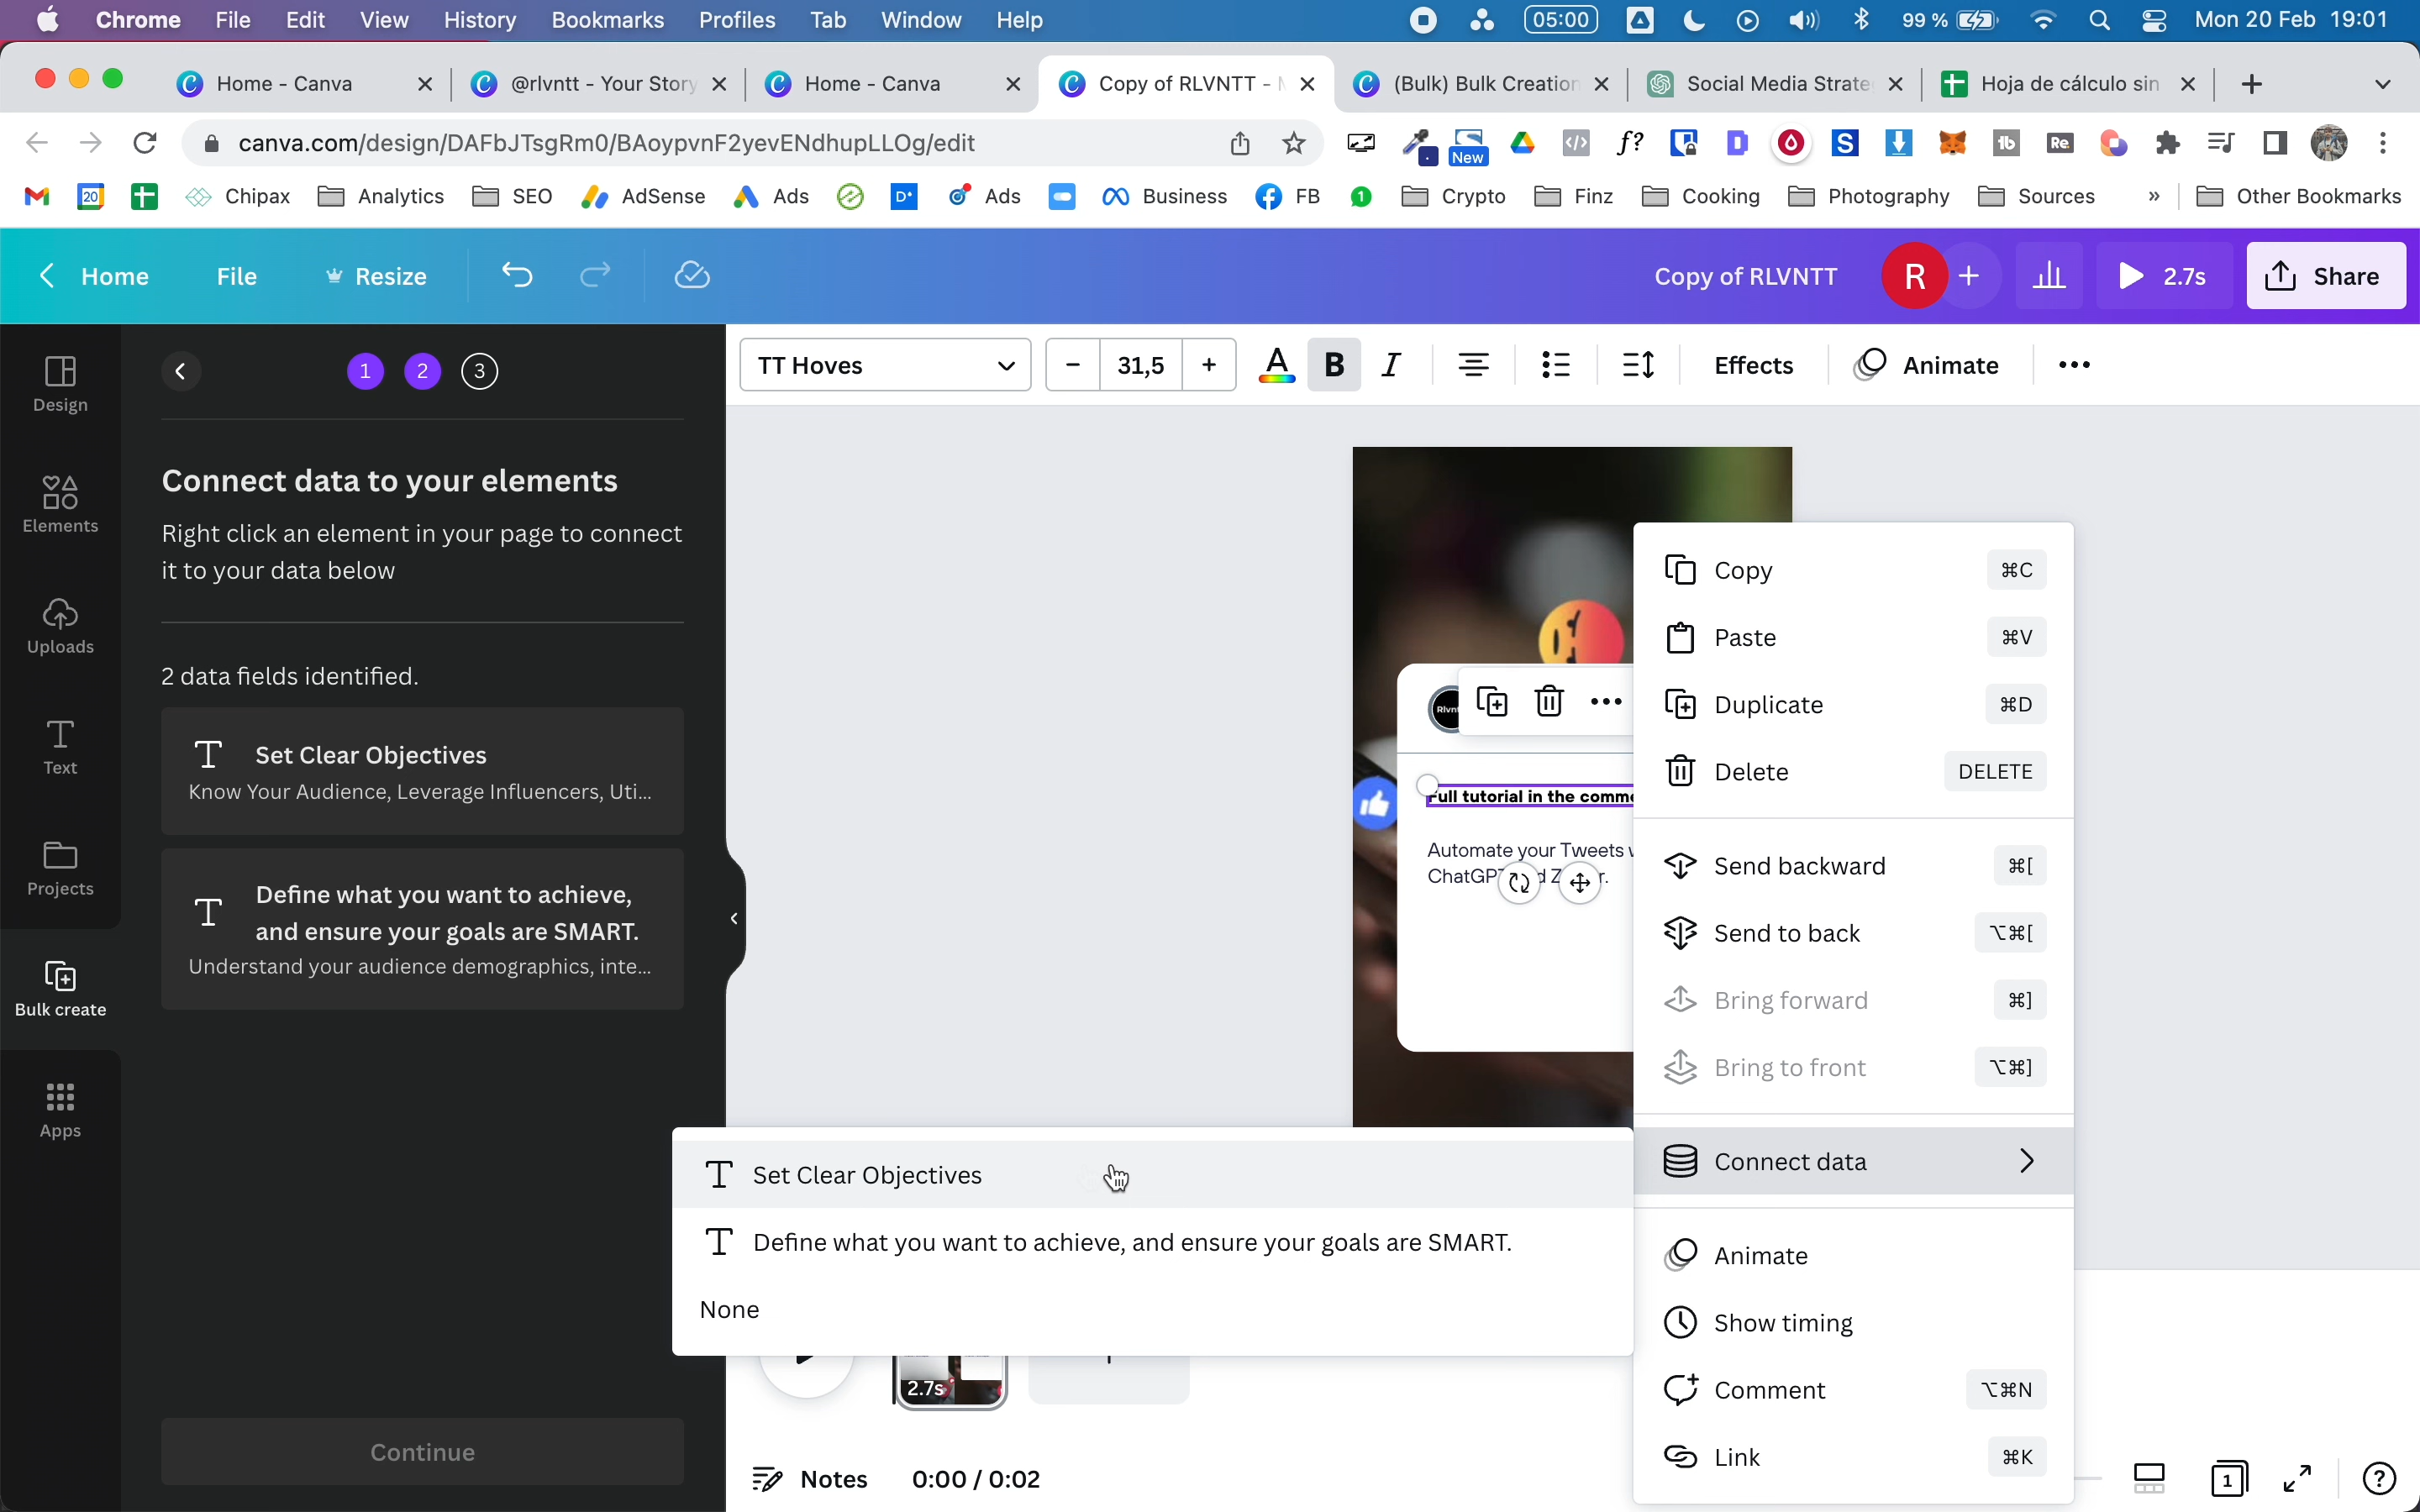 Chrome File Edit View History Bookmarks Profiles Tab Window Help 05:00 99 % Mon 20 Feb 19:01
Home - Canva @rlvntt - Your Story Home - Canva Copy of RLVNTT - (Bulk) Bulk Creation Social Media Strate Hoja de cálculo sin
canva.com/design/DAFbJTsgRm0/BAoypvnF2yevENdhupLLOg/edit New f? D S tb Re
20 Chipax Analytics SEO AdSense Ads D Ads Business FB 1 Crypto Finz Cooking Photography Sources » Other Bookmarks
Home File Resize Copy of RLVNTT R + 2.7s Share
TT Hoves - 31,5 + A B I Effects Animate
Design
Elements
Uploads
Text
Projects
Bulk create
Apps
1 2 3
Connect data to your elements
Right click an element in your page to connect
it to your data below
2 data fields identified.
T Set Clear Objectives
Know Your Audience, Leverage Influencers, Uti...
T Define what you want to achieve,
and ensure your goals are SMART.
Understand your audience demographics, inte...
Continue
Rlvn
Full tutorial in the comme
Automate your Tweets
ChatGP
Copy ⌘C
Paste ⌘V
Duplicate ⌘D
Delete DELETE
Send backward ⌘[
Send to back ⌥⌘[
Bring forward ⌘]
Bring to front ⌥⌘]
Connect data
Animate
Show timing
Comment ⌥⌘N
Link ⌘K
T Set Clear Objectives
T Define what you want to achieve, and ensure your goals are SMART.
None
2.7s
Notes 0:00 / 0:02
1 ?